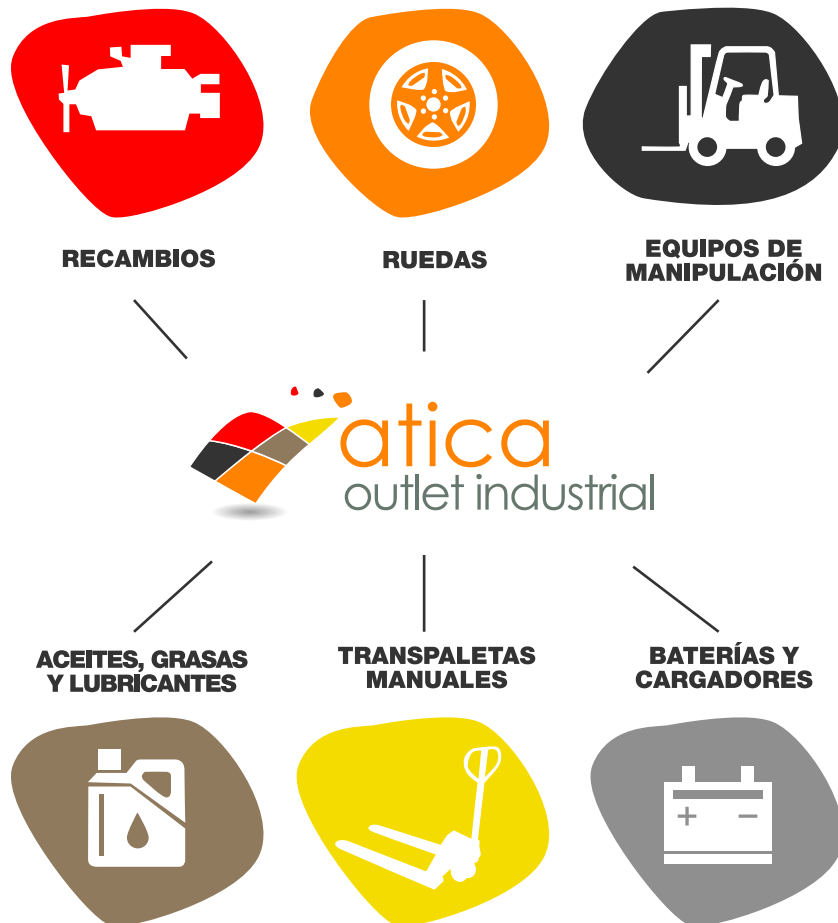 RECAMBIOS
RUEDAS
EQUIPOS DE
MANIPULACIÓN
atica
outlet industrial
ACEITES, GRASAS
Y LUBRICANTES
TRANSPALETAS
MANUALES
BATERÍAS Y
CARGADORES